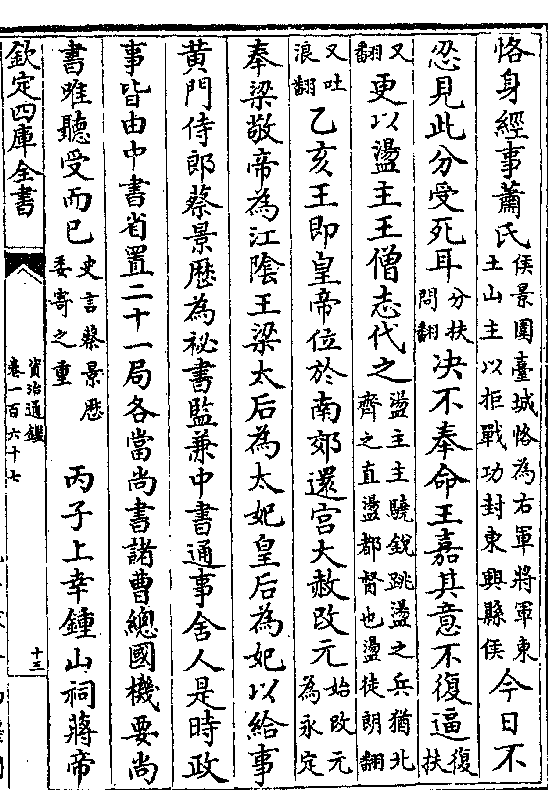 恪身經事蕭氏侯景圍臺城恪為右軍將軍東土山主以拒戰功封東興縣侯今日不
忍見此分受死耳分扶問翻决不奉命王嘉其意不復逼復扶
又翻更以盪主王僧志代之盪主主驍銳跳盪之兵猶北齊之直盪都督也盪徒朗翻
又吐浪翻乙亥王即皇帝位於南郊還宫大赦改元始改元為永定
奉梁敬帝為江陰王梁太后為太妃皇后為妃以給事
黄門侍郎蔡景歴為祕書監兼中書通事舍人是時政
事皆由中書省置二十一局各當尚書諸曹總國機要尚
書唯聽受而已史言蔡景歴委寄之重丙子上幸鍾山祠蔣帝
欽定四庫全書
資治通鑑
卷一百六十七
十三